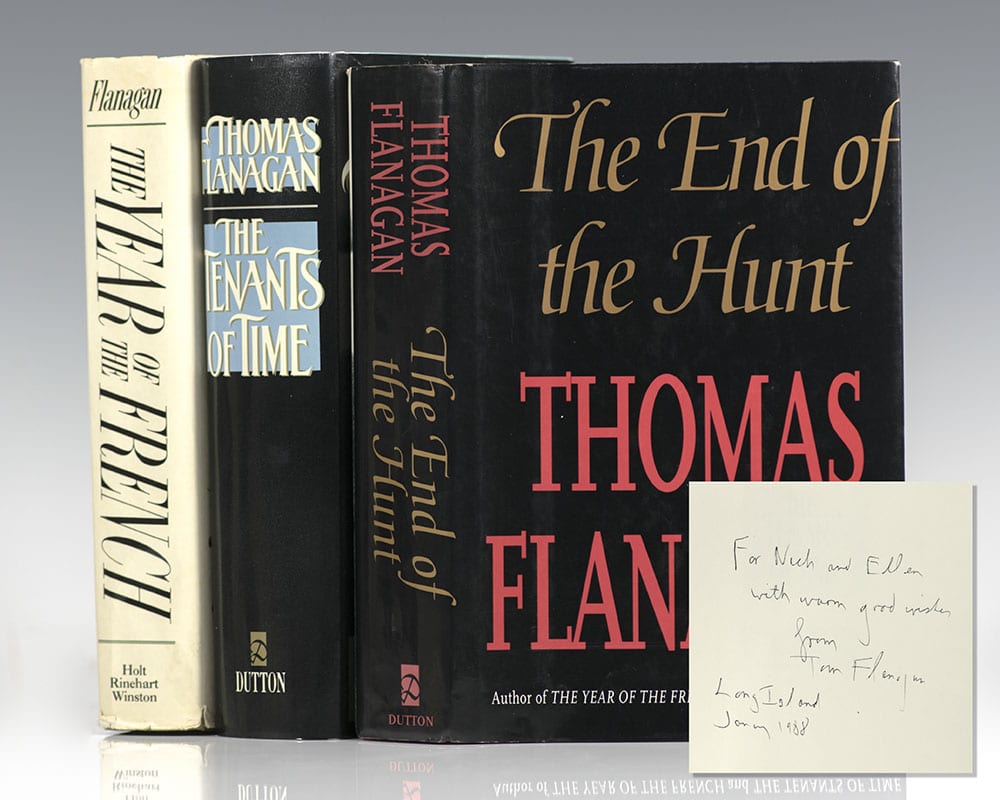 Flanagan
THE YEAR OF THE FRENCH
Holt
Rinehart
Winston
THOMAS
FLANAGAN
THE
TENANTS
OF TIME
DUTTON
THOMAS
FLANAGAN
The End of
the Hunt
DUTTON
The End of
the Hunt
THOMAS
FLANA
Author of THE YEAR OF THE FRE
For Nick and Ellen
with warm good wishes
from
Tom Flanagan
Long Island
1988